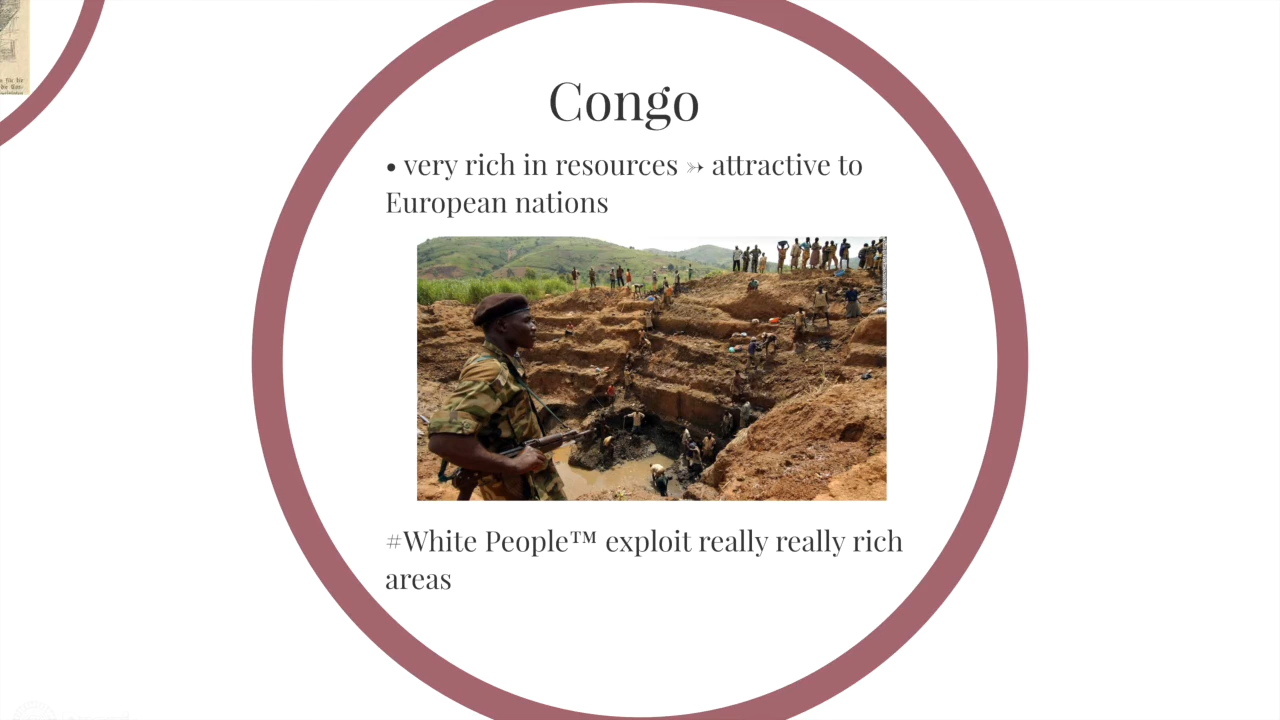 Congo
• very rich in resources ➳ attractive to
European nations
#White People™ exploit really really rich
areas